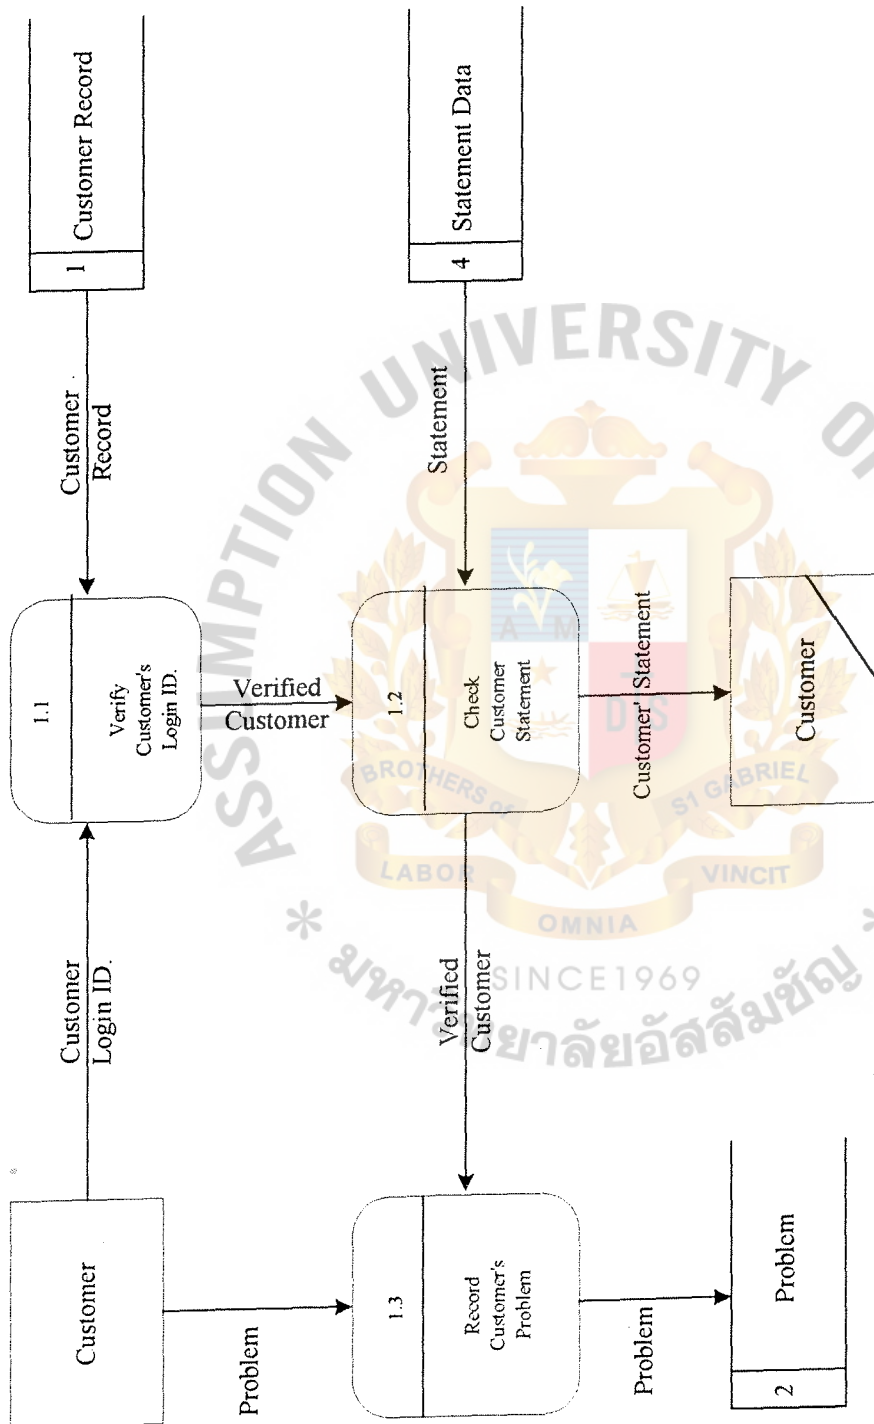 Customer
Customer
Login ID.
1.1
Verify
Customer's
Login ID.
Customer
Record
1
Customer Record
Problem
Verified
Customer
1.3
Record
Customer's
Problem
Verified
Customer
1.2
Check
Customer
Statement
Statement
4
Statement Data
Problem
Customer' Statement
2
Problem
Customer
ASSUMPTION UNIVERSITY
A M
D S
BROTHERS of
S1 GABRIEL
LABOR
OMNIA
VINCIT
SINCE1969